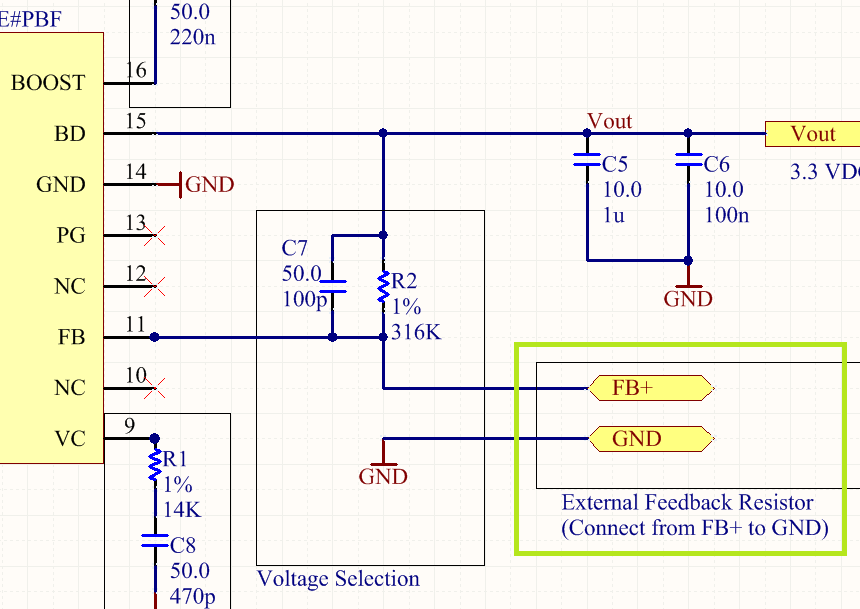 E#PBF
50.0
220n
BOOST
16
BD
15
GND
14
GND
PG
13
NC
12
FB
11
NC
10
VC
9
C7
50.0
100p
R2
1%
316K
Vout
C5
10.0
1u
C6
10.0
100n
GND
Vout
3.3 VDC
FB+
GND
GND
External Feedback Resistor
(Connect from FB+ to GND)
Voltage Selection
R1
1%
14K
C8
50.0
470p